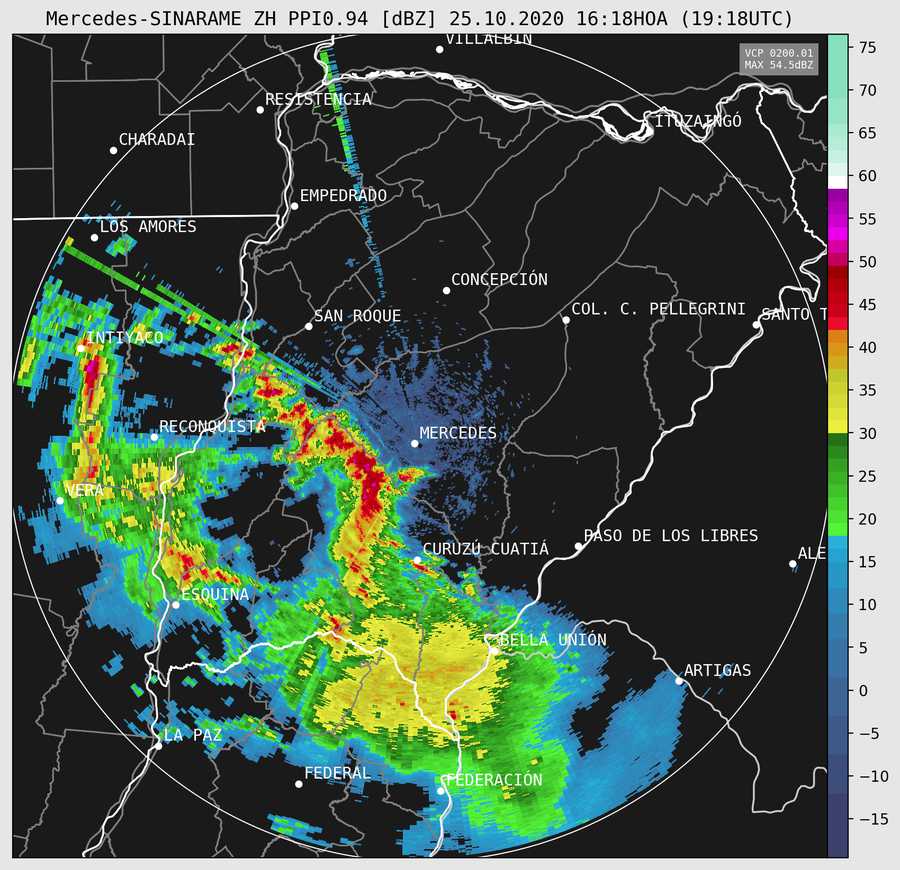 Mercedes-SINARAME ZH PPI0.94 [dBZ] 25.10.2020 16:18HOA (19:18UTC)
VILLALBIN
VCP 0200.01
MAX 54.5dBZ
RESISTENCIA
ITUZAINGÓ
CHARADAI
EMPEDRADO
LOS AMORES
CONCEPCIÓN
SAN ROQUE
COL. C. PELLEGRINI
SANTO T
INTIYACO
RECONQUISTA
MERCEDES
VERA
PASO DE LOS LIBRES
CURUZÚ CUATIÁ
ALE
ESQUINA
BELLA UNIÓN
ARTIGAS
LA PAZ
FEDERAL
FEDERACIÓN
75
70
65
60
55
50
45
40
35
30
25
20
15
10
5
0
−5
−10
−15